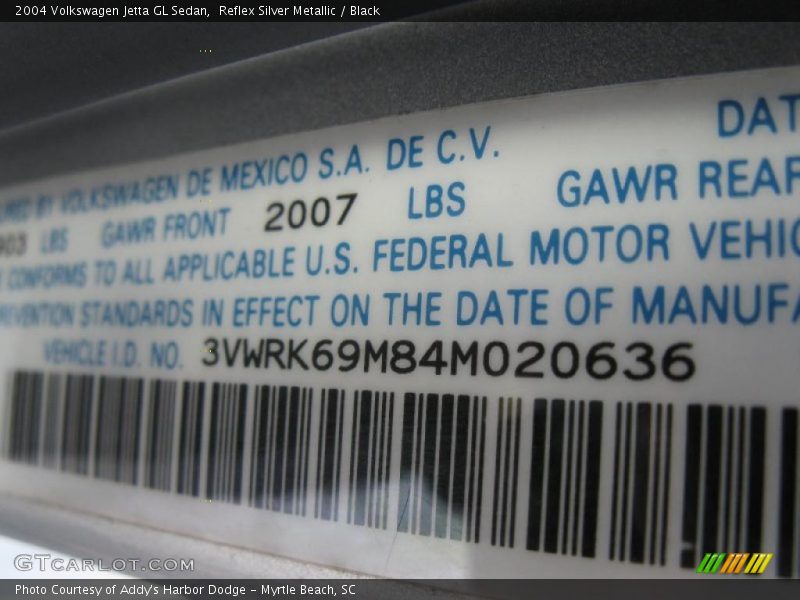 2004 Volkswagen Jetta GL Sedan,  Reflex Silver Metallic / Black
DAT
BY VOLKSWAGEN DE MEXICO S.A. DE C.V.
GAWR FRONT 2007 LBS GAWR REAR
LBS
CONFORMS TO ALL APPLICABLE U.S. FEDERAL MOTOR VEHIC
REVENTION STANDARDS IN EFFECT ON THE DATE OF MANUFA
VEHICLE I.D. NO. 3VWRK69M84M020636
GTCARLOT.COM
Photo Courtesy of Addy's Harbor Dodge - Myrtle Beach, SC